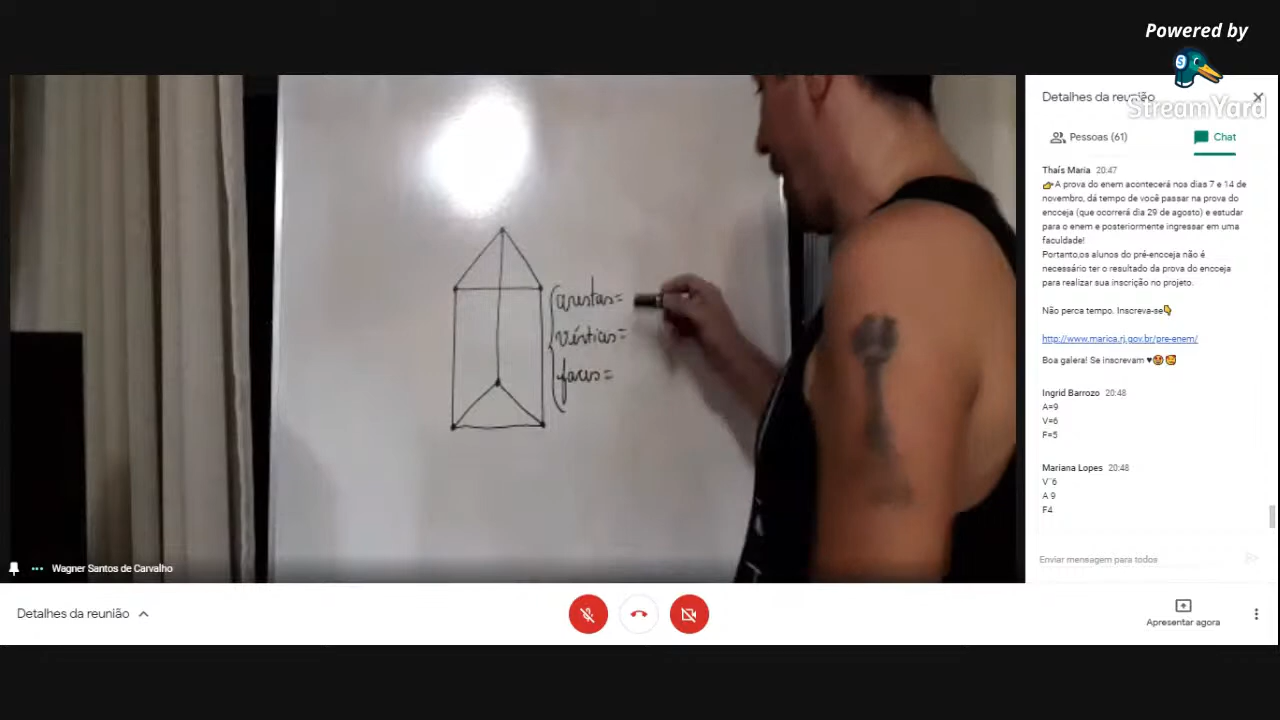 Powered by
StreamYard
Detalhes da reunião
Pessoas (61)
Chat
Thaís Maria 20:47
👉A prova do enem acontecerá nos dias 7 e 14 de
novembro, dá tempo de você passar na prova do
encceja (que ocorrerá dia 29 de agosto) e estudar
para o enem e posteriormente ingressar em uma
faculdade!
Portanto,os alunos do pré-encceja não é
necessário ter o resultado da prova do encceja
para realizar sua inscrição no projeto.
Não perca tempo. Inscreva-se👇
http://www.marica.rj.gov.br/pre-enem/
Boa galera! Se inscrevam ♥🥰🥰
Ingrid Barrozo 20:48
A=9
V=6
F=5
Mariana Lopes 20:48
V¨6
A 9
F4
Enviar mensagem para todos
arestas=
vértices=
faces=
Wagner Santos de Carvalho
Detalhes da reunião
Apresentar agora